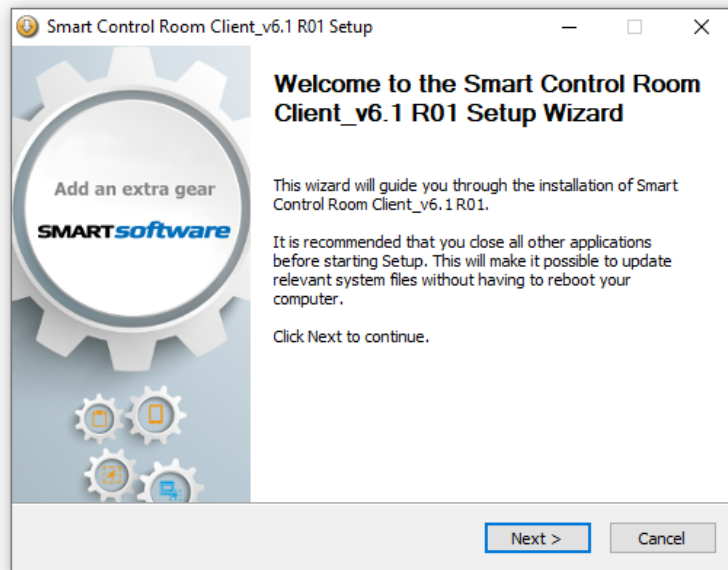 Smart Control Room Client_v6.1 R01 Setup
Welcome to the Smart Control Room
Client_v6.1 R01 Setup Wizard
Add an extra gear
SMARTsoftware
This wizard will guide you through the installation of Smart
Control Room Client_v6.1 R01.
It is recommended that you close all other applications
before starting Setup. This will make it possible to update
relevant system files without having to reboot your
computer.
Click Next to continue.
Next >
Cancel